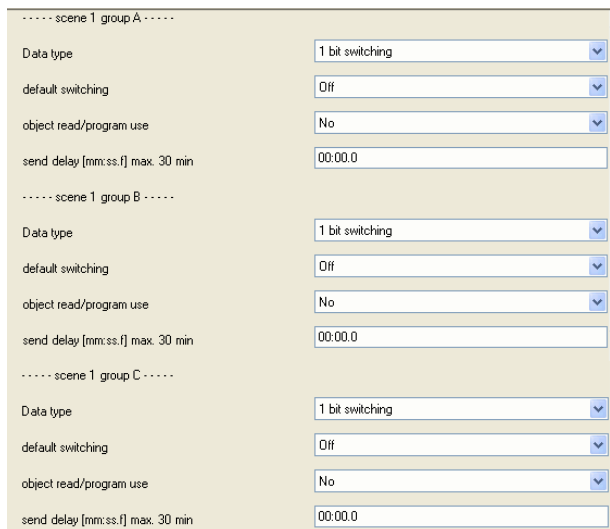 - - - - - scene 1 group A - - - - -
Data type 1 bit switching
default switching Off
object read/program use No
send delay [mm:ss.f] max. 30 min 00:00.0
- - - - - scene 1 group B - - - - -
Data type 1 bit switching
default switching Off
object read/program use No
send delay [mm:ss.f] max. 30 min 00:00.0
- - - - - scene 1 group C - - - - -
Data type 1 bit switching
default switching Off
object read/program use No
send delay [mm:ss.f] max. 30 min 00:00.0